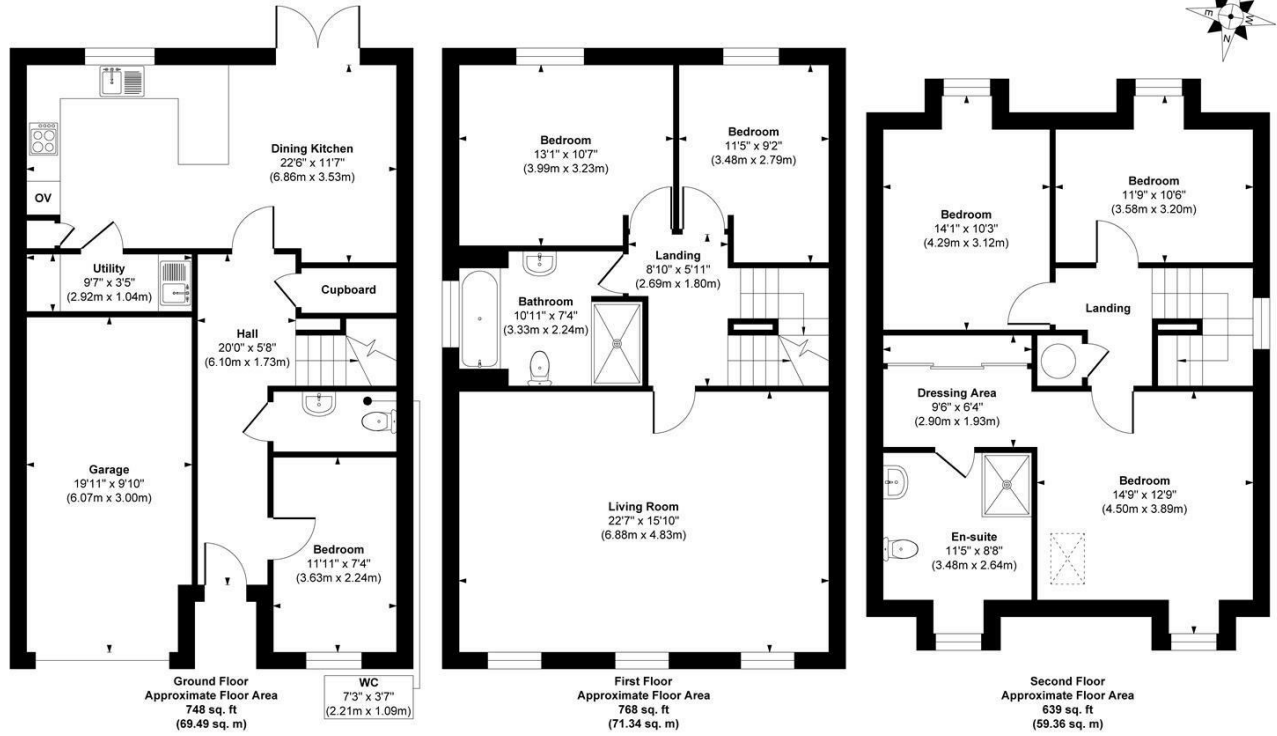 Dining Kitchen
22'6" x 11'7"
(6.86m x 3.53m)
OV
Utility
9'7" x 3'5"
(2.92m x 1.04m)
Cupboard
Hall
20'0" x 5'8"
(6.10m x 1.73m)
Garage
19'11" x 9'10"
(6.07m x 3.00m)
Bedroom
11'11" x 7'4"
(3.63m x 2.24m)
WC
7'3" x 3'7"
(2.21m x 1.09m)
Ground Floor
Approximate Floor Area
748 sq. ft
(69.49 sq. m)
Bedroom
13'1" x 10'7"
(3.99m x 3.23m)
Bedroom
11'5" x 9'2"
(3.48m x 2.79m)
Landing
8'10" x 5'11"
(2.69m x 1.80m)
Bathroom
10'11" x 7'4"
(3.33m x 2.24m)
Living Room
22'7" x 15'10"
(6.88m x 4.83m)
First Floor
Approximate Floor Area
768 sq. ft
(71.34 sq. m)
E
W
N
Bedroom
14'1" x 10'3"
(4.29m x 3.12m)
Bedroom
11'9" x 10'6"
(3.58m x 3.20m)
Landing
Dressing Area
9'6" x 6'4"
(2.90m x 1.93m)
Bedroom
14'9" x 12'9"
(4.50m x 3.89m)
En-suite
11'5" x 8'8"
(3.48m x 2.64m)
Second Floor
Approximate Floor Area
639 sq. ft
(59.36 sq. m)